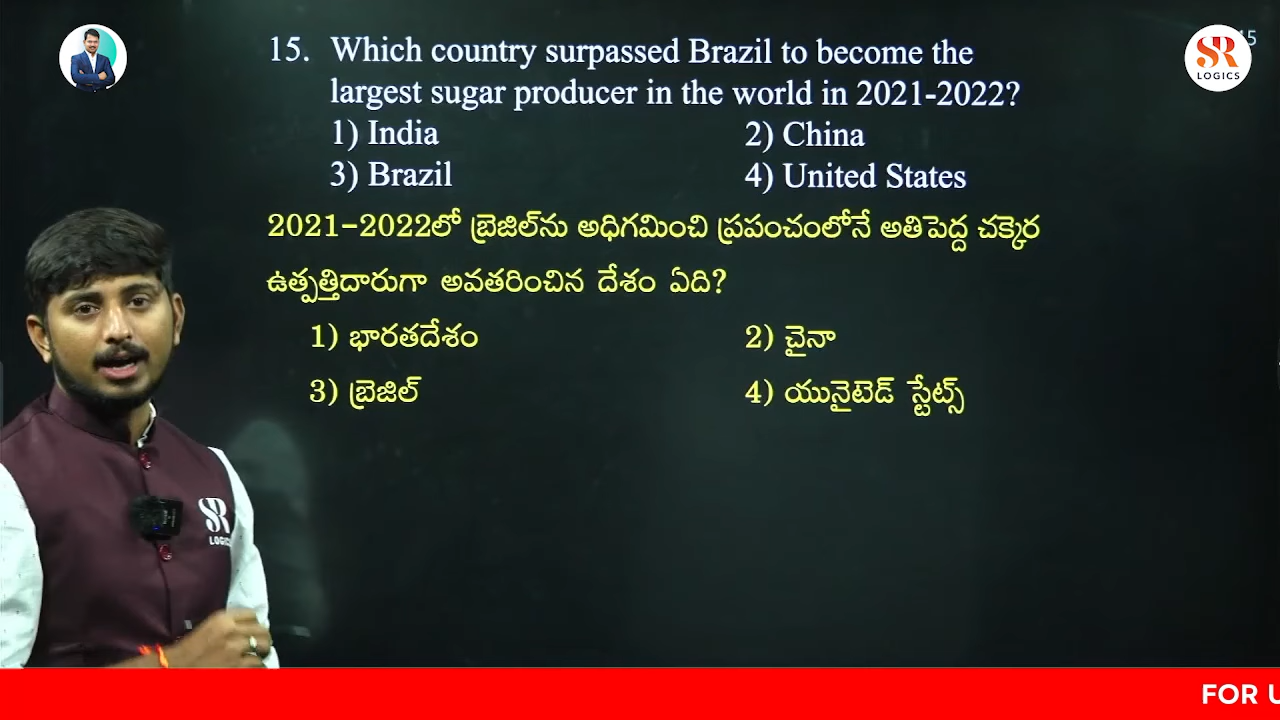 15. Which country surpassed Brazil to become the
largest sugar producer in the world in 2021-2022?
1) India 2) China
3) Brazil 4) United States
2021-2022లో బ్రెజిల్‌ను అధిగమించి ప్రపంచంలోనే అతిపెద్ద చక్కెర
ఉత్పత్తిదారుగా అవతరించిన దేశం ఏది?
1) భారతదేశం 2) చైనా
3) బ్రెజిల్ 4) యునైటెడ్ స్టేట్స్
SR
LOGICS
SR
FOR